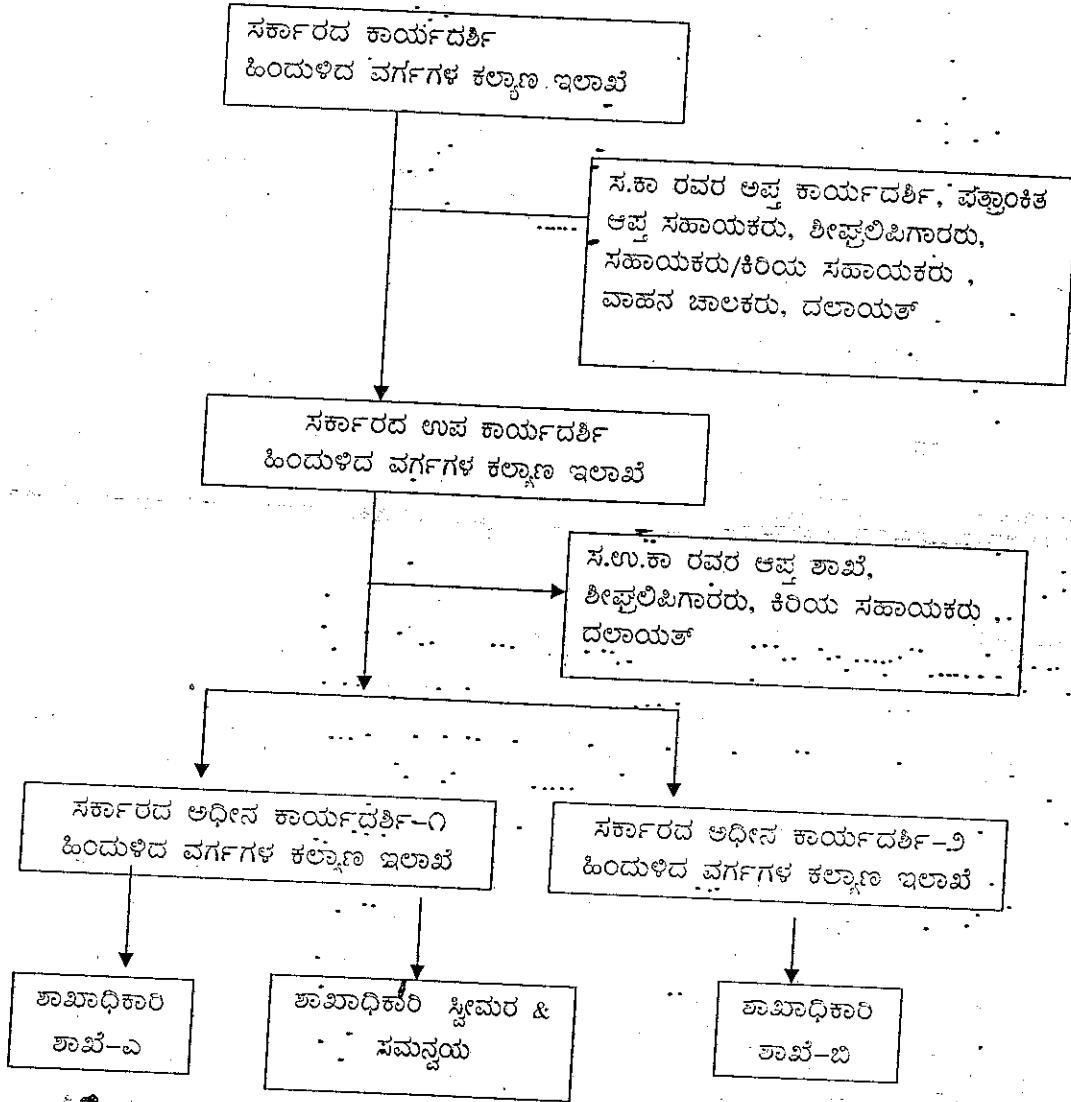 ಸರ್ಕಾರದ ಕಾರ್ಯದರ್ಶಿ
ಹಿಂದುಳಿದ ವರ್ಗಗಳ ಕಲ್ಯಾಣ ಇಲಾಖೆ
ಸ.ಕಾ ರವರ ಅಪ್ತ ಕಾರ್ಯದರ್ಶಿ, ಪತ್ರಾಂಕಿತ
ಆಪ್ತ ಸಹಾಯಕರು, ಶೀಘ್ರಲಿಪಿಗಾರರು,
ಸಹಾಯಕರು/ಕಿರಿಯ ಸಹಾಯಕರು ,
ವಾಹನ ಚಾಲಕರು, ದಲಾಯತ್
ಸರ್ಕಾರದ ಉಪ ಕಾರ್ಯದರ್ಶಿ
ಹಿಂದುಳಿದ ವರ್ಗಗಳ ಕಲ್ಯಾಣ ಇಲಾಖೆ
ಸ.ಉ.ಕಾ ರವರ ಆಪ್ತ ಶಾಖೆ,
ಶೀಘ್ರಲಿಪಿಗಾರರು, ಕಿರಿಯ ಸಹಾಯಕರು ,
ದಲಾಯತ್
ಸರ್ಕಾರದ ಅಧೀನ ಕಾರ್ಯದರ್ಶಿ-೧
ಹಿಂದುಳಿದ ವರ್ಗಗಳ ಕಲ್ಯಾಣ ಇಲಾಖೆ
ಸರ್ಕಾರದ ಅಧೀನ ಕಾರ್ಯದರ್ಶಿ-೨
ಹಿಂದುಳಿದ ವರ್ಗಗಳ ಕಲ್ಯಾಣ ಇಲಾಖೆ
ಶಾಖಾಧಿಕಾರಿ
ಶಾಖೆ-ಎ
ಶಾಖಾಧಿಕಾರಿ ಸ್ವೀಮರ &
ಸಮನ್ವಯ
ಶಾಖಾಧಿಕಾರಿ
ಶಾಖೆ-ಬಿ